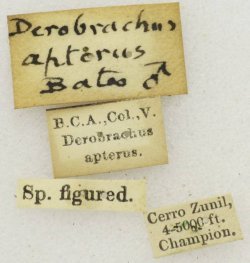 Derobrachus
apterus
Bates ♂
B.C.A.,Col.,V.
Derobrachus
apterus.
Sp. figured.
Cerro Zunil,
4-5000 ft.
Champion.